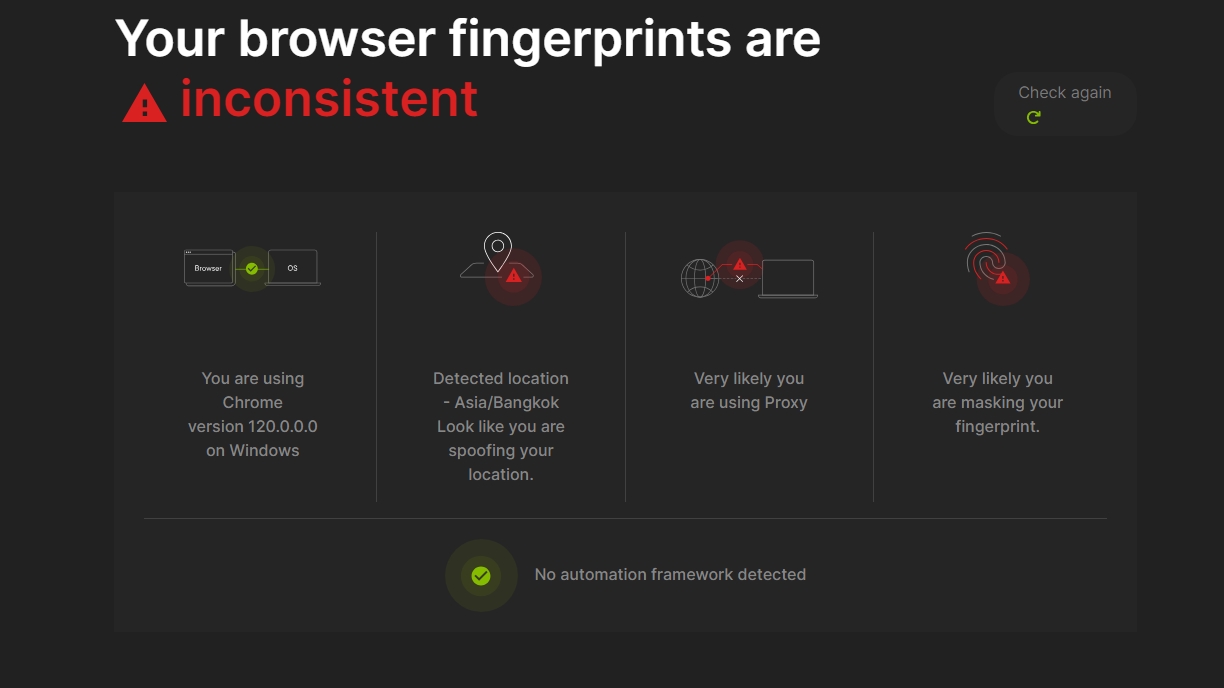 Your browser fingerprints are
inconsistent
Check again
Browser
OS
You are using
Chrome
version 120.0.0.0
on Windows
Detected location
- Asia/Bangkok
Look like you are
spoofing your
location.
Very likely you
are using Proxy
Very likely you
are masking your
fingerprint.
No automation framework detected